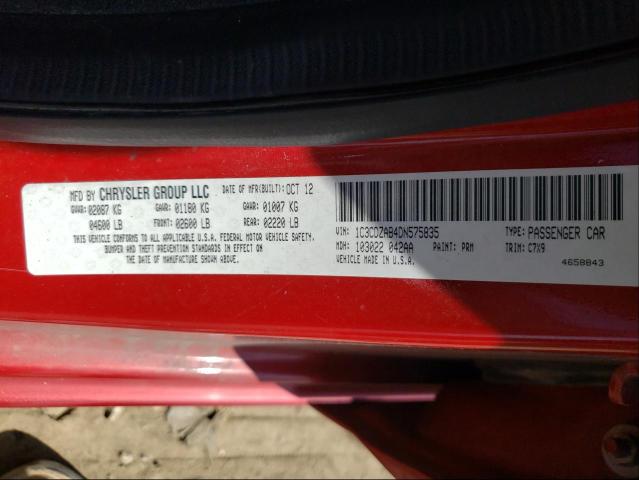 MFD BY CHRYSLER GROUP LLC DATE OF MFR(BUILT): OCT 12
GVWR: 02087 KG GAWR: 01180 KG GAWR: 01007 KG
04600 LB FRONT: 02600 LB REAR: 02220 LB
THIS VEHICLE CONFORMS TO ALL APPLICABLE U.S.A. FEDERAL MOTOR VEHICLE SAFETY,
BUMPER AND THEFT PREVENTION STANDARDS IN EFFECT ON
THE DATE OF MANUFACTURE SHOWN ABOVE.
VIN: 1C3CDZAB4DN575835 TYPE: PASSENGER CAR
MDH: 103022 042AA PAINT: PRM TRIM: C7X9
VEHICLE MADE IN U.S.A. 4658843